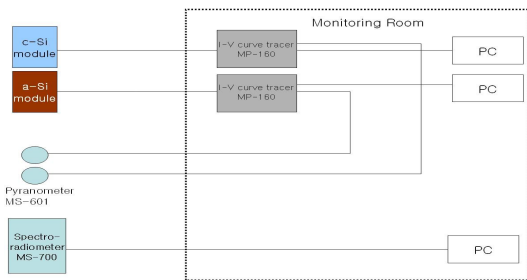 Monitoring Room
c-Si
module
I-V curve tracer
MP-160
PC
a-Si
module
I-V curve tracer
MP-160
PC
Pyranometer
MS-601
Spectro-
radiometer
MS-700
PC